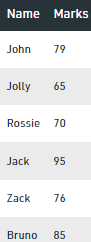 Name Marks
John 79
Jolly 65
Rossie 70
Jack 95
Zack 76
Bruno 85